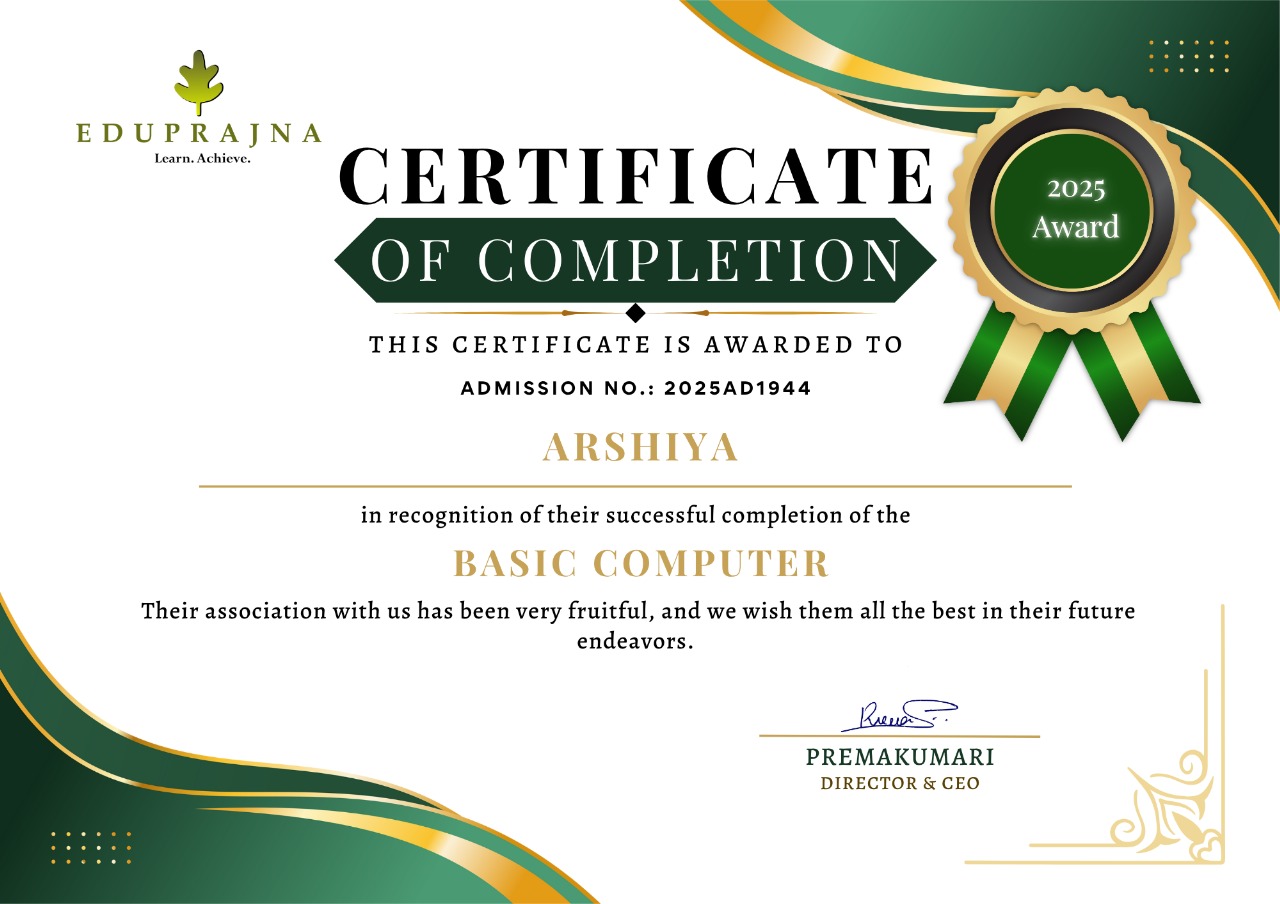 EDUPRAJNA
Learn. Achieve.
CERTIFICATE
OF COMPLETION
2025
Award
THIS CERTIFICATE IS AWARDED TO
ADMISSION NO.: 2025AD1944
ARSHIYA
in recognition of their successful completion of the
BASIC COMPUTER
Their association with us has been very fruitful, and we wish them all the best in their future
endeavors.
PREMAKUMARI
DIRECTOR & CEO